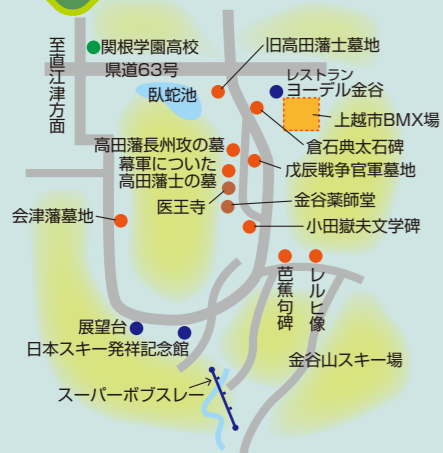 至直江津方面
関根学園高校
県道63号
臥蛇池
旧高田藩士墓地
レストラン
ヨーデル金谷
上越市BMX場
倉石典太石碑
高田藩長州攻の墓
幕軍についた
高田藩士の墓
戊辰戦争官軍墓地
医王寺
金谷薬師堂
会津藩墓地
小田嶽夫文学碑
芭蕉句碑
レルヒ像
展望台
日本スキー発祥記念館
金谷山スキー場
スーパーボブスレー